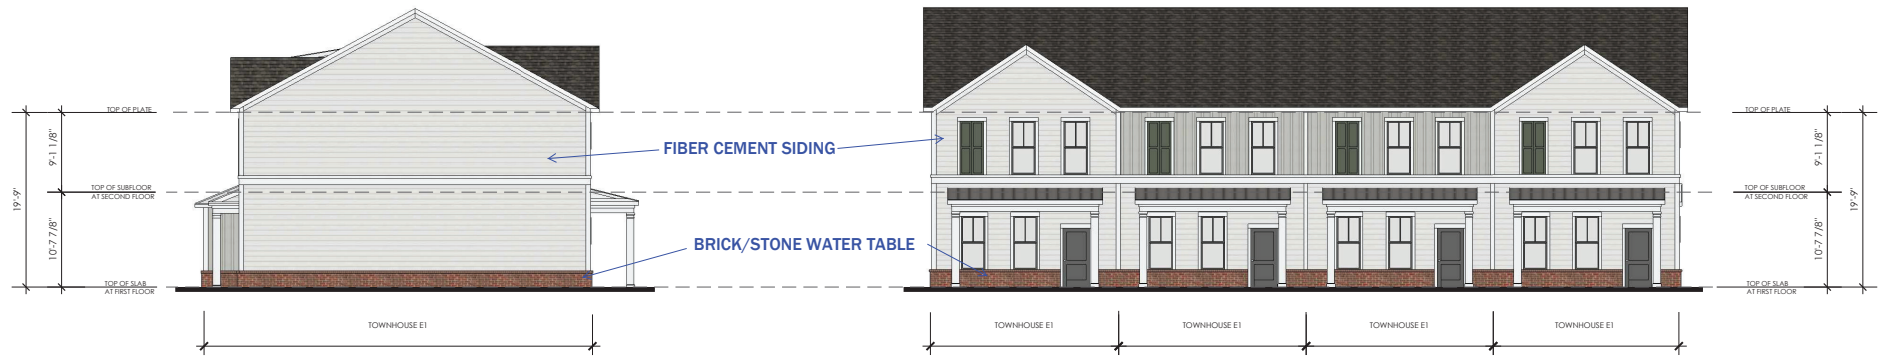 TOP OF PLATE
9'-1 1/8"
19'-9"
TOP OF SUBFLOOR
AT SECOND FLOOR
10'-7 7/8"
TOP OF SLAB
AT FIRST FLOOR
TOWNHOUSE E1
FIBER CEMENT SIDING
BRICK/STONE WATER TABLE
TOP OF PLATE
9'-1 1/8"
19'-9"
TOP OF SUBFLOOR
AT SECOND FLOOR
10'-7 7/8"
TOP OF SLAB
AT FIRST FLOOR
TOWNHOUSE E1
TOWNHOUSE E1
TOWNHOUSE E1
TOWNHOUSE E1